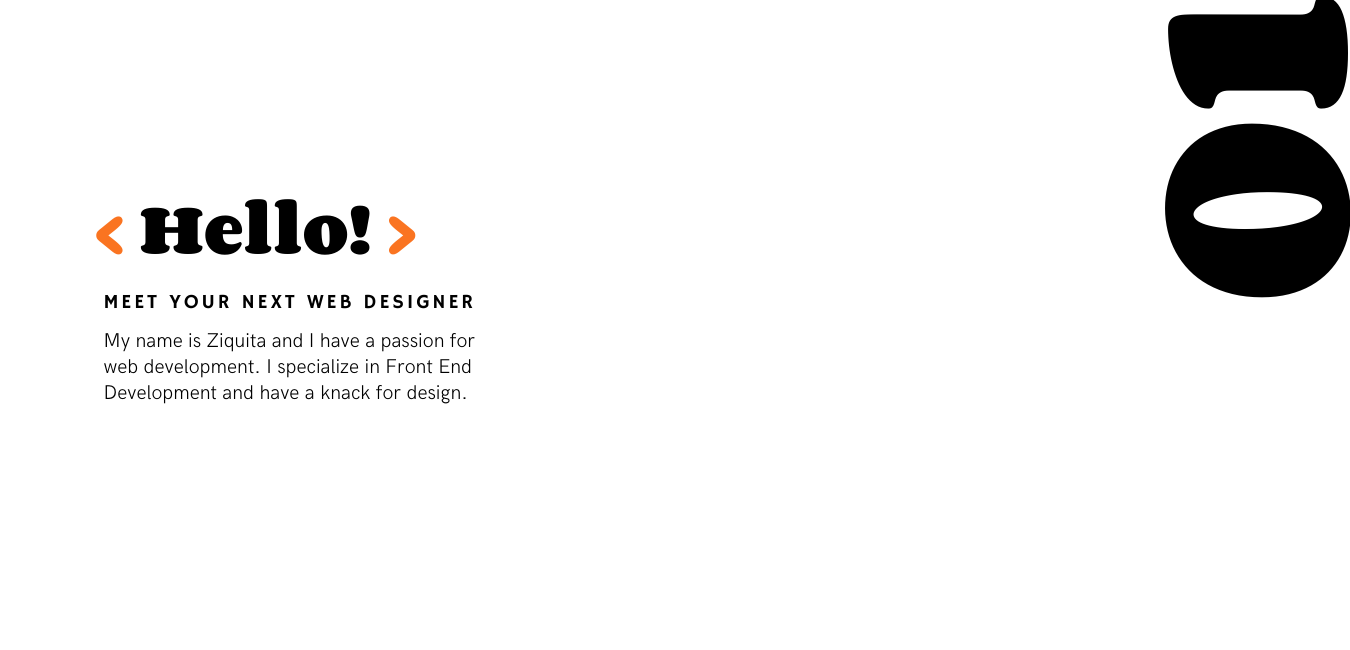 < Hello! >
MEET YOUR NEXT WEB DESIGNER
My name is Ziquita and I have a passion for
web development. I specialize in Front End
Development and have a knack for design.
01